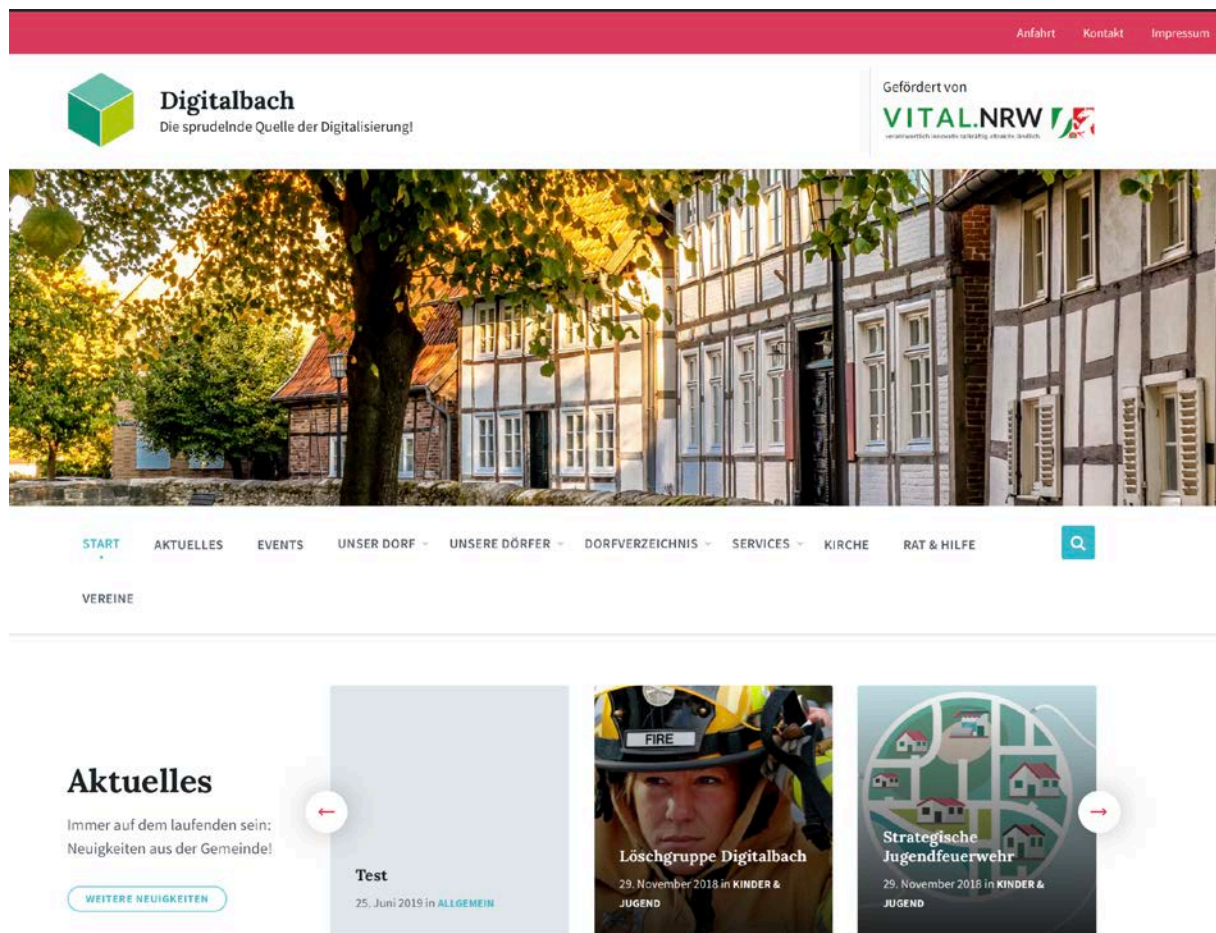 Anfahrt Kontakt Impressum
Digitalbach
Die sprudelnde Quelle der Digitalisierung!
Gefördert von
VITAL.NRW
START AKTUELLES EVENTS UNSER DORF UNSERE DÖRFER DORFVERZEICHNIS SERVICES KIRCHE RAT & HILFE
VEREINE
Aktuelles
Immer auf dem laufenden sein:
Neuigkeiten aus der Gemeinde!
WEITERE NEUIGKEITEN
Test
25. Juni 2019 in ALLGEMEIN
FIRE
Löschgruppe Digitalbach
29. November 2018 in KINDER &
JUGEND
Strategische
Jugendfeuerwehr
29. November 2018 in KINDER &
JUGEND